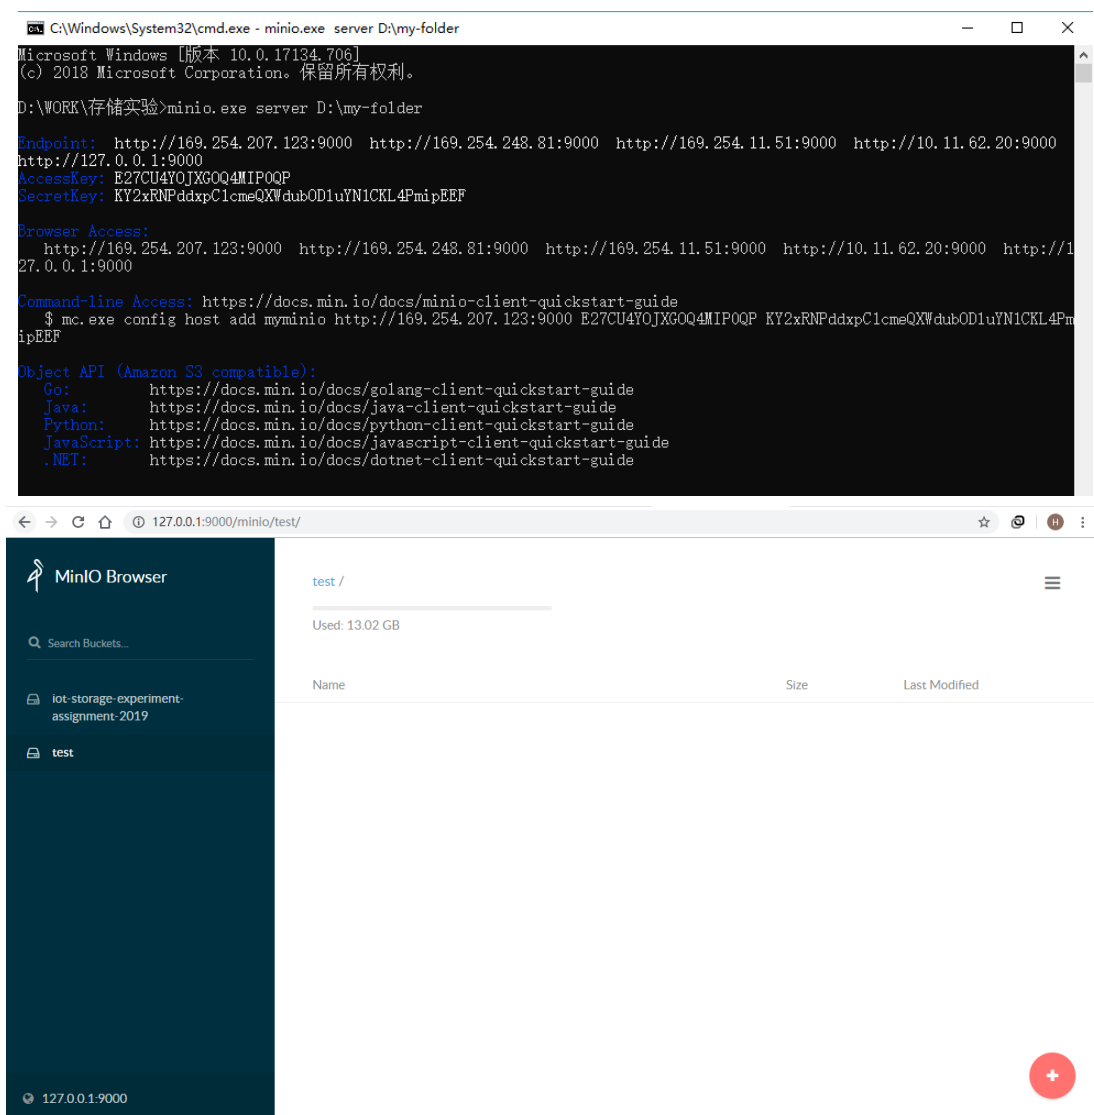 C:\Windows\System32\cmd.exe - minio.exe  server D:\my-folder
Microsoft Windows [版本 10.0.17134.706]
(c) 2018 Microsoft Corporation。保留所有权利。
D:\WORK\存储实验>minio.exe server D:\my-folder
Endpoint:  http://169.254.207.123:9000  http://169.254.248.81:9000  http://169.254.11.51:9000  http://10.11.62.20:9000
http://127.0.0.1:9000
AccessKey: E27CU4YOJXGOQ4MIP0QP
SecretKey: KY2xRNPddxpClcmeQXWdubOD1uYN1CKL4PmipEEF
Browser Access:
http://169.254.207.123:9000  http://169.254.248.81:9000  http://169.254.11.51:9000  http://10.11.62.20:9000  http://1
27.0.0.1:9000
Command-line Access: https://docs.min.io/docs/minio-client-quickstart-guide
$ mc.exe config host add myminio http://169.254.207.123:9000 E27CU4YOJXGOQ4MIP0QP KY2xRNPddxpClcmeQXWdubOD1uYN1CKL4Pm
ipEEF
Object API (Amazon S3 compatible):
Go:         https://docs.min.io/docs/golang-client-quickstart-guide
Java:       https://docs.min.io/docs/java-client-quickstart-guide
Python:     https://docs.min.io/docs/python-client-quickstart-guide
JavaScript: https://docs.min.io/docs/javascript-client-quickstart-guide
.NET:       https://docs.min.io/docs/dotnet-client-quickstart-guide
127.0.0.1:9000/minio/test/
H
MinIO Browser
test /
Used: 13.02 GB
Search Buckets...
Name Size Last Modified
iot-storage-experiment-
assignment-2019
test
127.0.0.1:9000